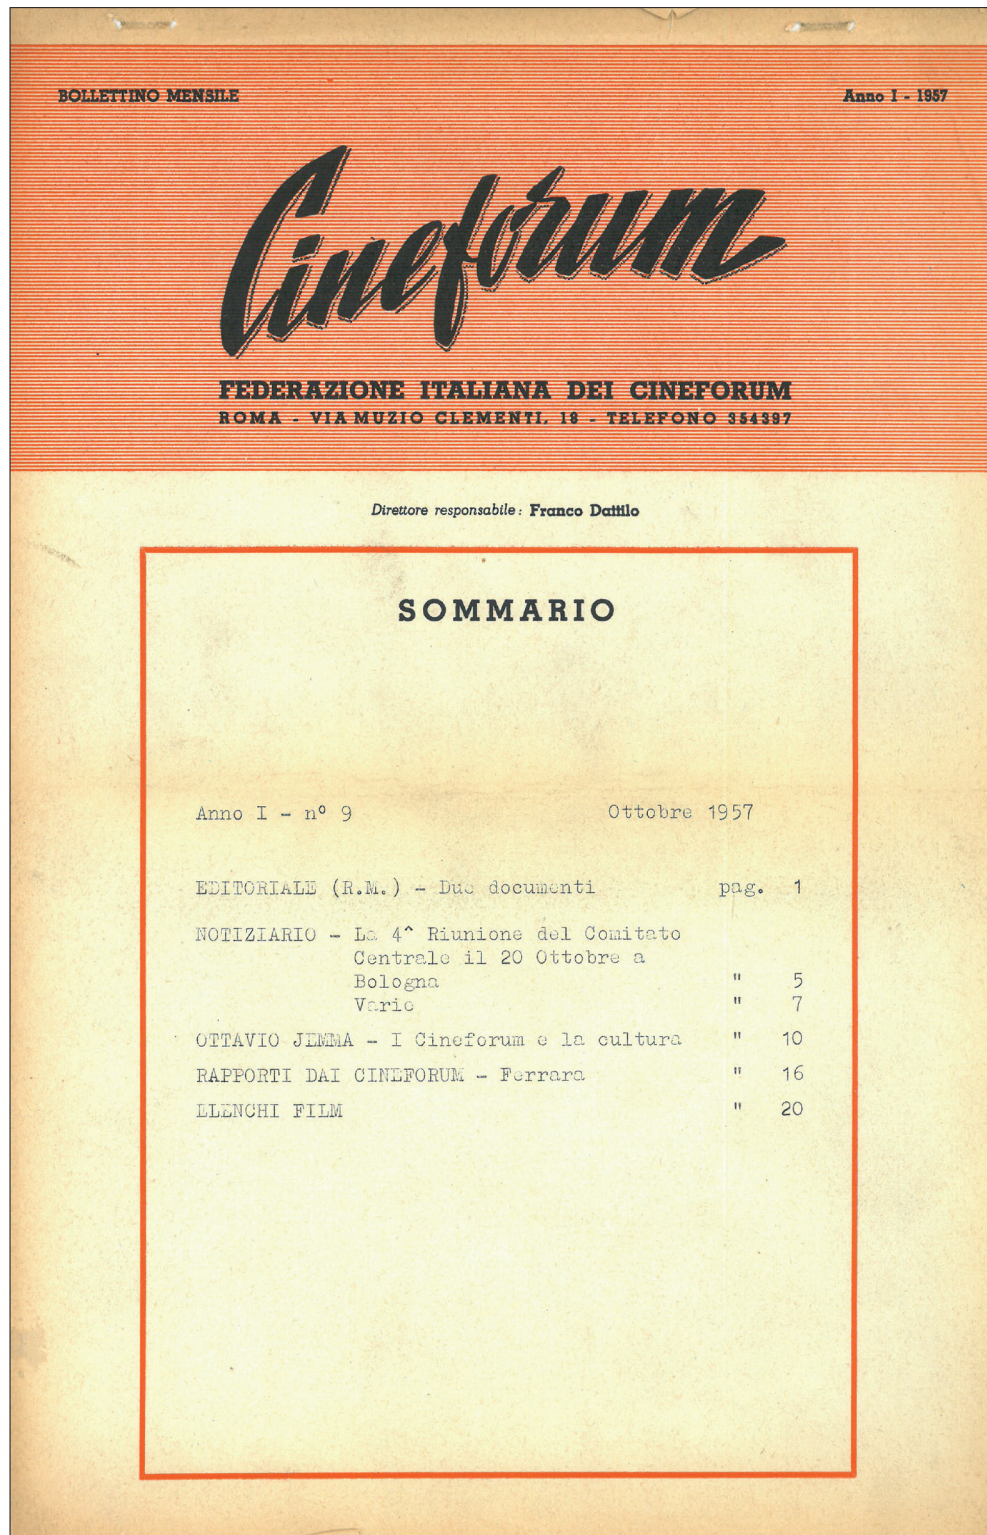 BOLLETTINO MENSILE
Anno I - 1957
Cineforum
FEDERAZIONE ITALIANA DEI CINEFORUM
ROMA - VIA MUZIO CLEMENTI, 18 - TELEFONO 354397
Direttore responsabile: Franco Dattilo
SOMMARIO
Anno I - nº 9 Ottobre 1957
EDITORIALE (R.M.) - Due documenti pag. 1
NOTIZIARIO - La 4^ Riunione del Comitato
Centrale il 20 Ottobre a
Bologna " 5
Varie " 7
OTTAVIO JEMMA - I Cineforum e la cultura " 10
RAPPORTI DAI CINEFORUM - Ferrara " 16
ELENCHI FILM " 20